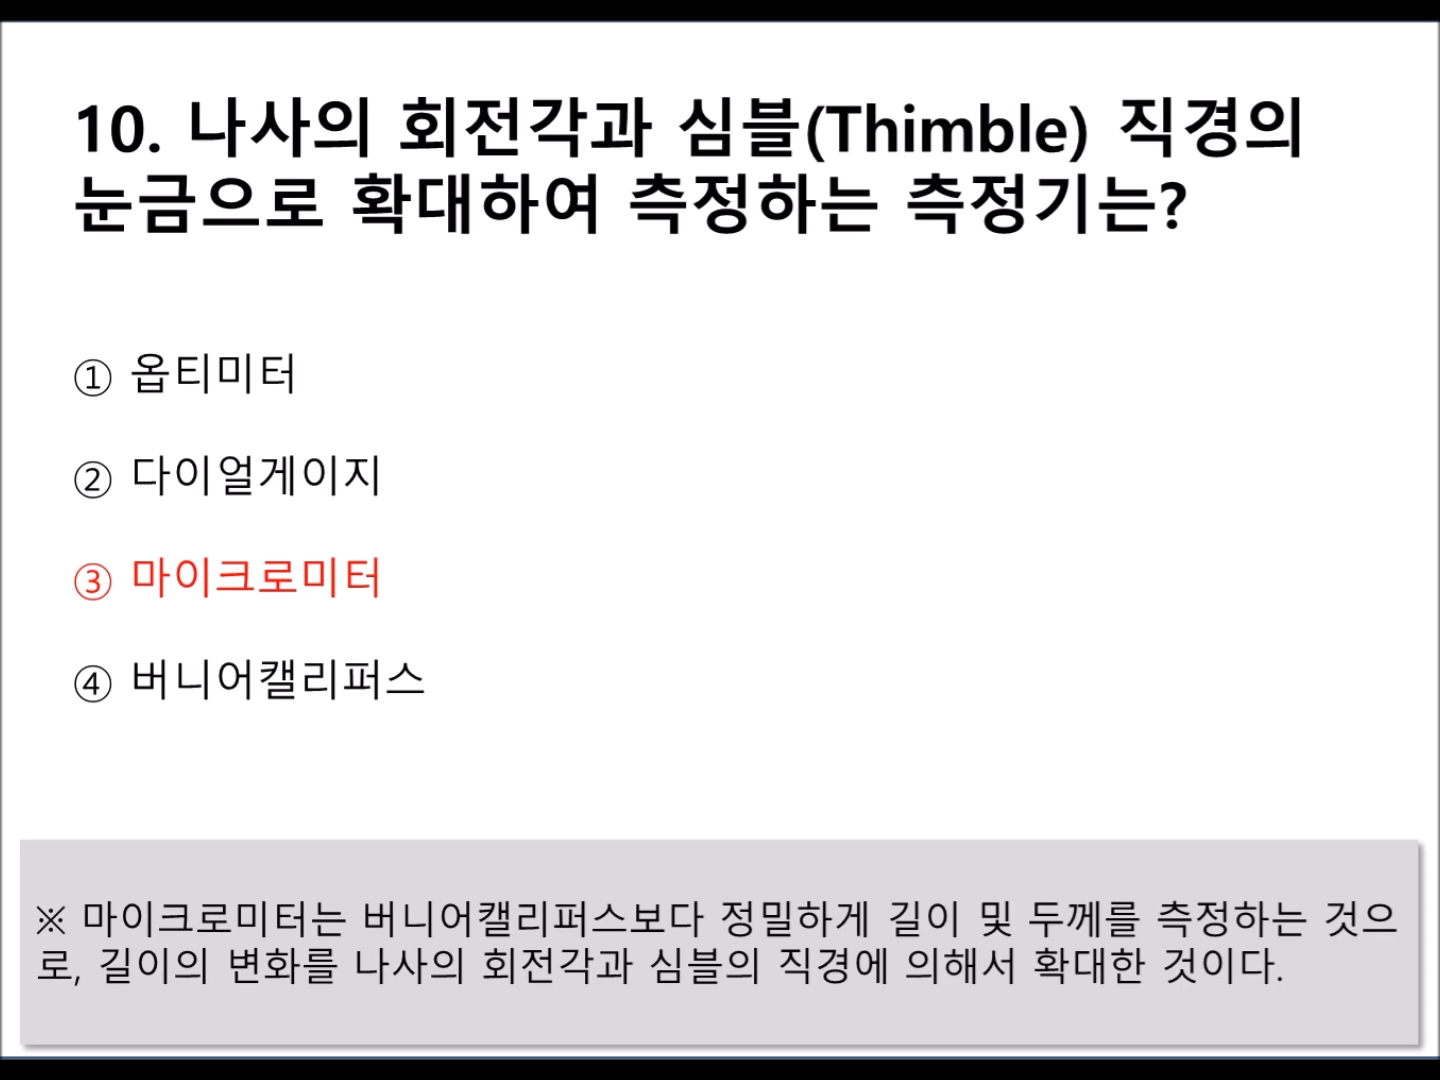 10. 나사의 회전각과 심블(Thimble) 직경의
눈금으로 확대하여 측정하는 측정기는?
① 옵티미터
② 다이얼게이지
③ 마이크로미터
④ 버니어캘리퍼스
※ 마이크로미터는 버니어캘리퍼스보다 정밀하게 길이 및 두께를 측정하는 것으
로, 길이의 변화를 나사의 회전각과 심블의 직경에 의해서 확대한 것이다.